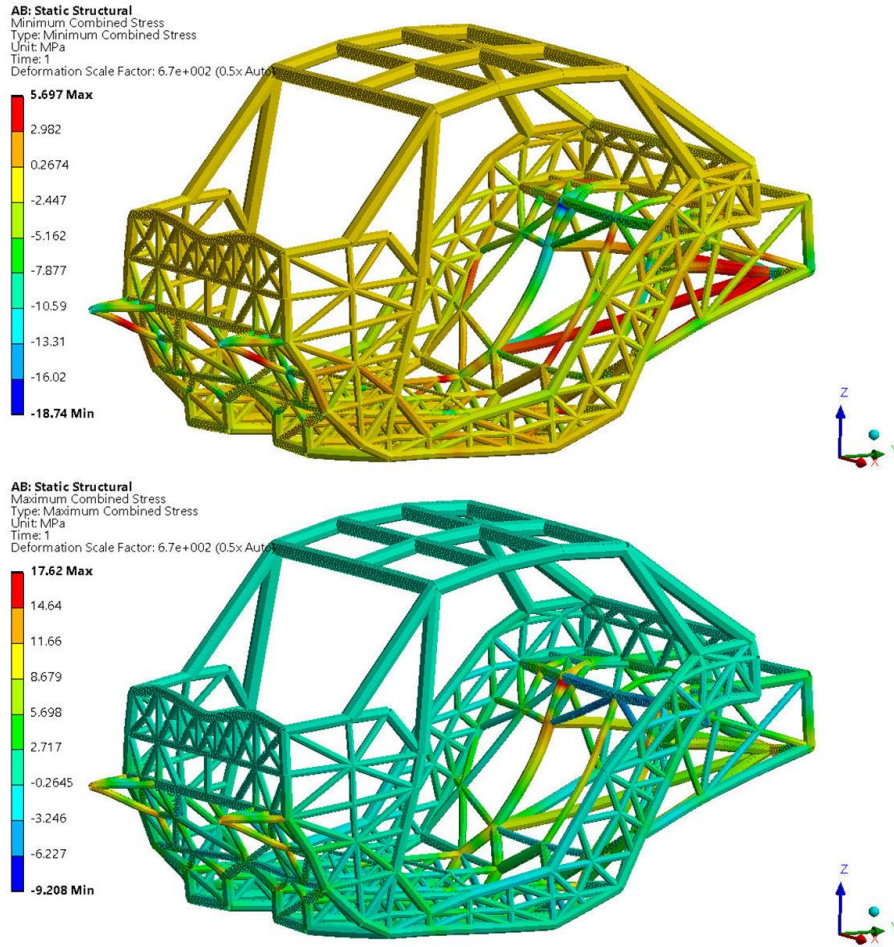 AB: Static Structural
Minimum Combined Stress
Type: Minimum Combined Stress
Unit: MPa
Time: 1
Deformation Scale Factor: 6.7e+002 (0.5x Auto
5.697 Max
2.982
0.2674
-2.447
-5.162
-7.877
-10.59
-13.31
-16.02
-18.74 Min
Z
X
AB: Static Structural
Maximum Combined Stress
Type: Maximum Combined Stress
Unit: MPa
Time: 1
Deformation Scale Factor: 6.7e+002 (0.5x Auto
17.62 Max
14.64
11.66
8.679
5.698
2.717
-0.2645
-3.246
-6.227
-9.208 Min
Z
X